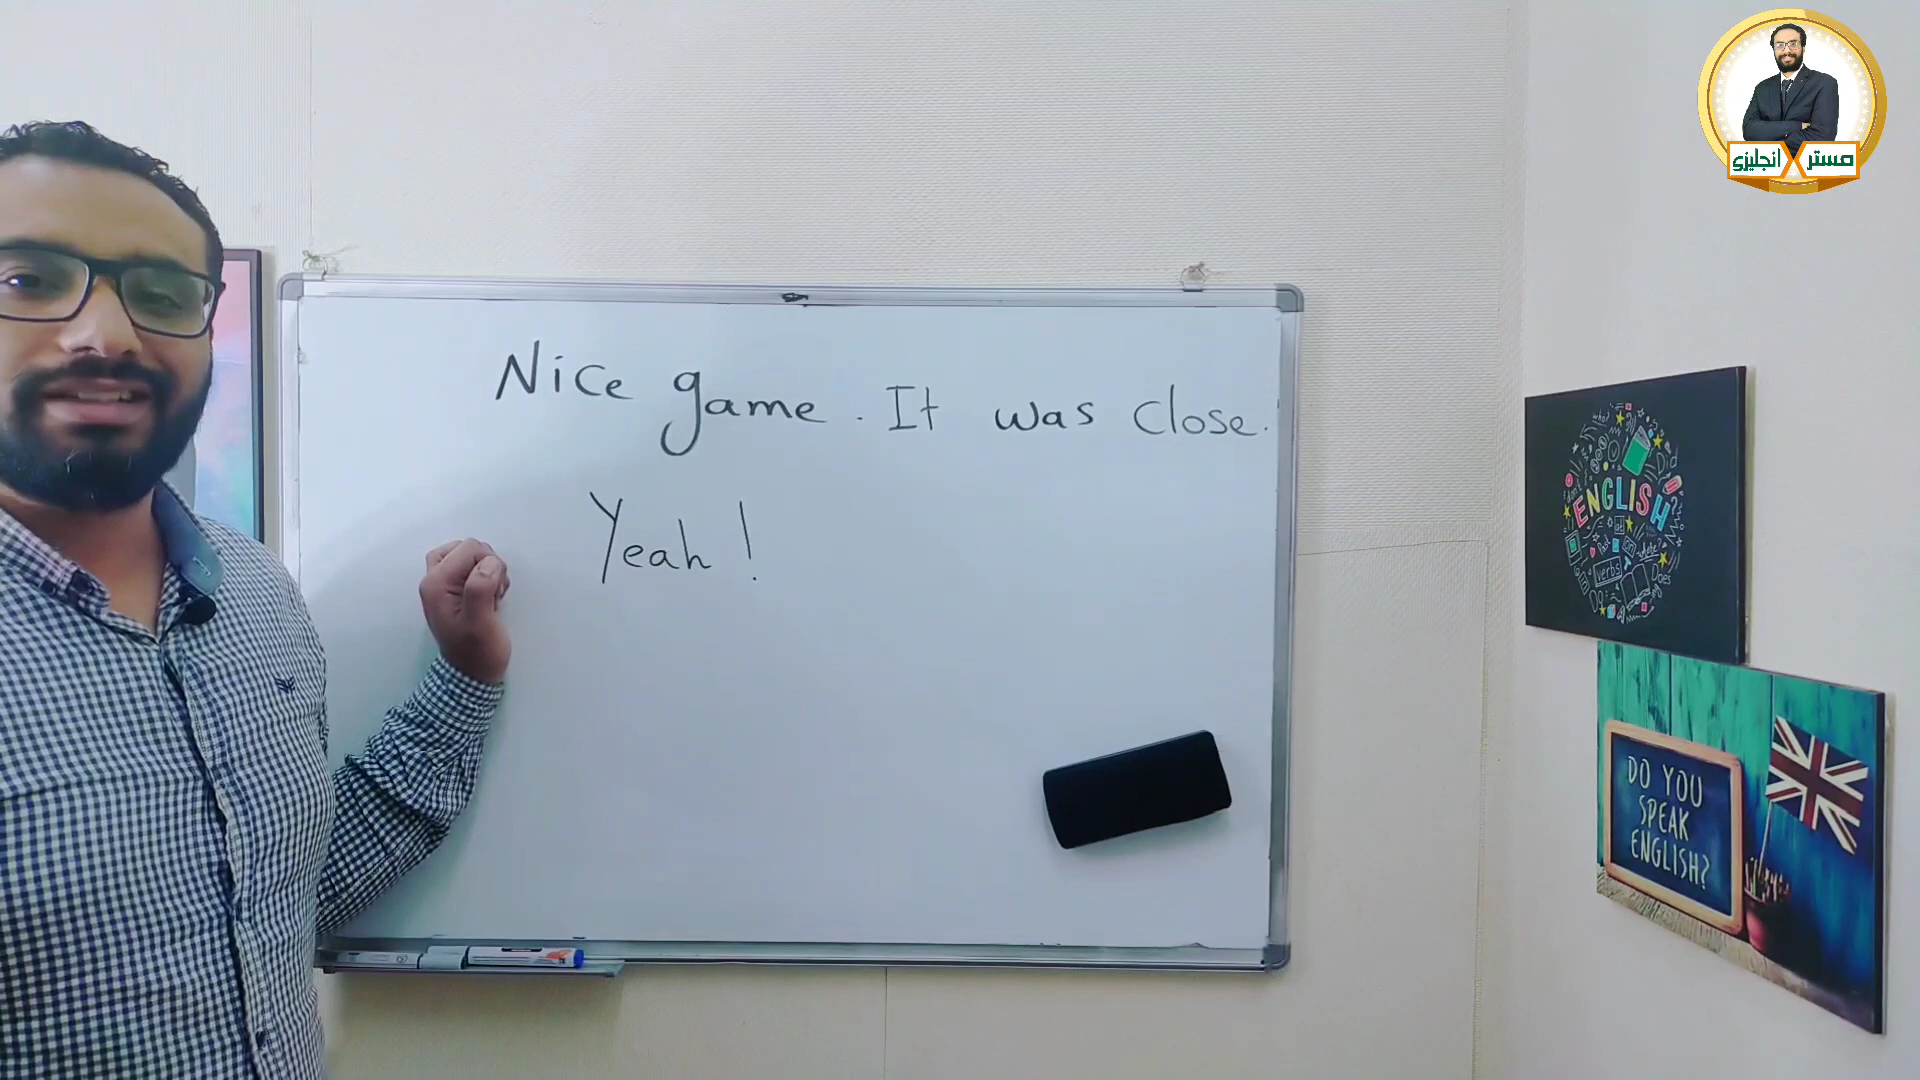 Nice game. It was close.
Yeah!
مستر X انجليزي
ENGLISH
verbs
DO YOU
SPEAK
ENGLISH?